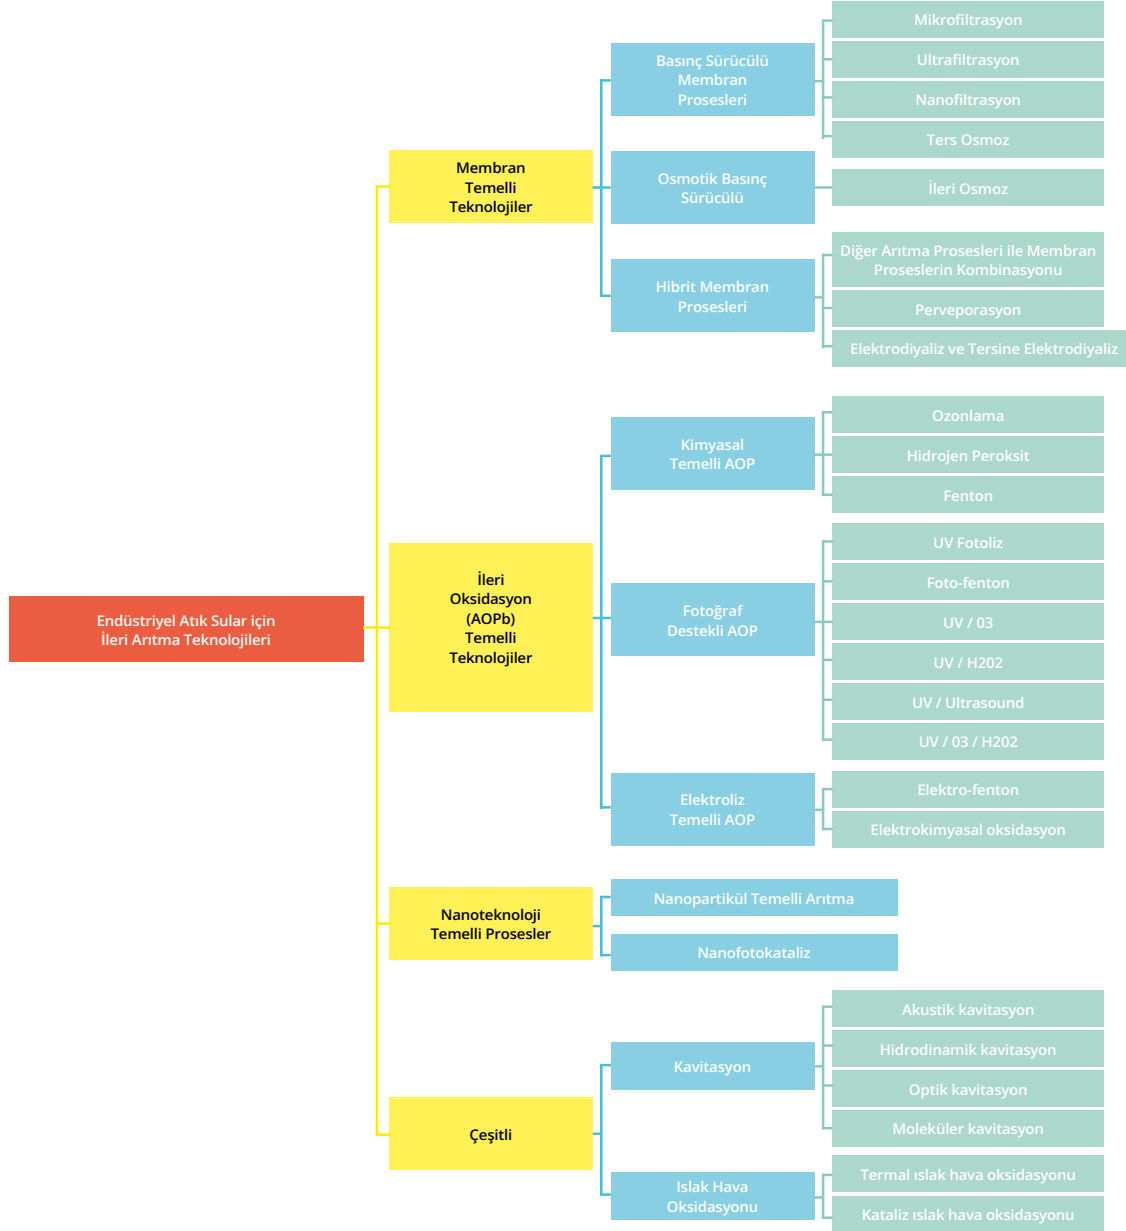 Endüstriyel Atık Sular için
İleri Arıtma Teknolojileri
Membran
Temelli
Teknolojiler
Basınç Sürücülü
Membran
Prosesleri
Mikrofiltrasyon
Ultrafiltrasyon
Nanofiltrasyon
Ters Osmoz
Osmotik Basınç
Sürücülü
İleri Osmoz
Hibrit Membran
Prosesleri
Diğer Arıtma Prosesleri ile Membran
Proseslerin Kombinasyonu
Perveporasyon
Elektrodiyaliz ve Tersine Elektrodiyaliz
İleri
Oksidasyon
(AOPb)
Temelli
Teknolojiler
Kimyasal
Temelli AOP
Ozonlama
Hidrojen Peroksit
Fenton
Fotoğraf
Destekli AOP
UV Fotoliz
Foto-fenton
UV / 03
UV / H202
UV / Ultrasound
UV / 03 / H202
Elektroliz
Temelli AOP
Elektro-fenton
Elektrokimyasal oksidasyon
Nanoteknoloji
Temelli Prosesler
Nanopartikül Temelli Arıtma
Nanofotokataliz
Çeşitli
Kavitasyon
Akustik kavitasyon
Hidrodinamik kavitasyon
Optik kavitasyon
Moleküler kavitasyon
Islak Hava
Oksidasyonu
Termal ıslak hava oksidasyonu
Kataliz ıslak hava oksidasyonu